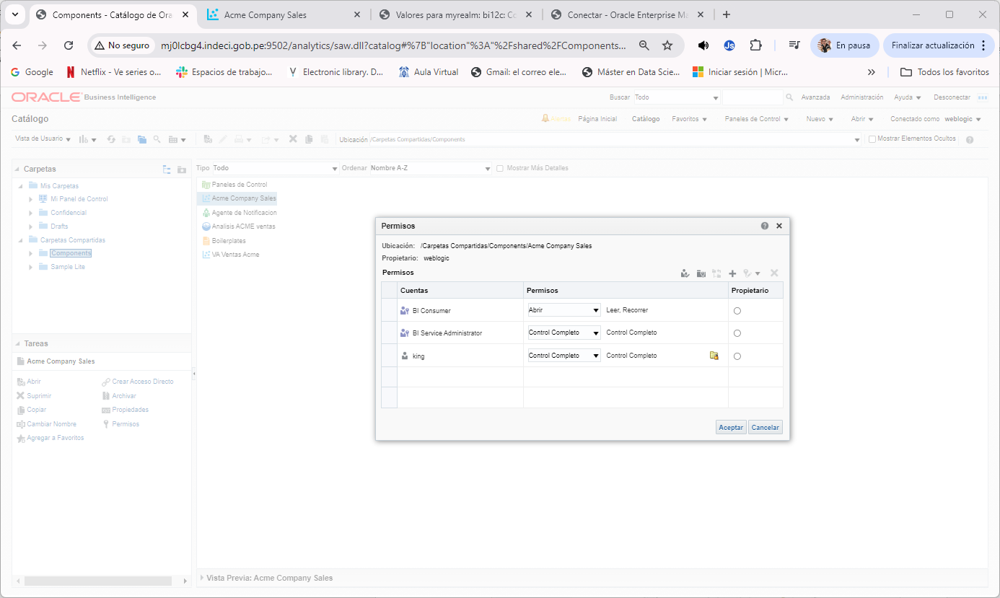 Components - Catálogo de Ora
Acme Company Sales
Valores para myrealm: bi12c: Co
Conectar - Oracle Enterprise Ma
No seguro
mj0lcbg4.indeci.gob.pe:9502/analytics/saw.dll?catalog#%7B"location"%3A"%2Fshared%2FComponents...
Js
En pausa
Finalizar actualización
Google
Netflix - Ve series o...
Espacios de trabajo...
Electronic library. D...
Aula Virtual
Gmail: el correo ele...
Máster en Data Scie...
Iniciar sesión | Micr...
Todos los favoritos
ORACLE Business Intelligence
Buscar Todo
Avanzada
Administración
Ayuda
Desconectar
Catálogo
Alertas
Página Inicial
Catálogo
Favoritos
Paneles de Control
Nuevo
Abrir
Conectado como weblogic
Vista de Usuario
Ubicación /Carpetas Compartidas/Components
Mostrar Elementos Ocultos
Carpetas
Mis Carpetas
Mi Panel de Control
Confidencial
Drafts
Carpetas Compartidas
Components
Sample Lite
Tipo Todo
Ordenar Nombre A-Z
Mostrar Más Detalles
Paneles de Control
Acme Company Sales
Agente de Notificacion
Analisis ACME ventas
Boilerplates
VA Ventas Acme
Permisos
Ubicación: /Carpetas Compartidas/Components/Acme Company Sales
Propietario: weblogic
Permisos
Cuentas Permisos Propietario
BI Consumer Abrir Leer, Recorrer
BI Service Administrator Control Completo Control Completo
king Control Completo Control Completo
Aceptar Cancelar
Tareas
Acme Company Sales
Abrir Crear Acceso Directo
Suprimir Archivar
Copiar Propiedades
Cambiar Nombre Permisos
Agregar a Favoritos
Vista Previa: Acme Company Sales